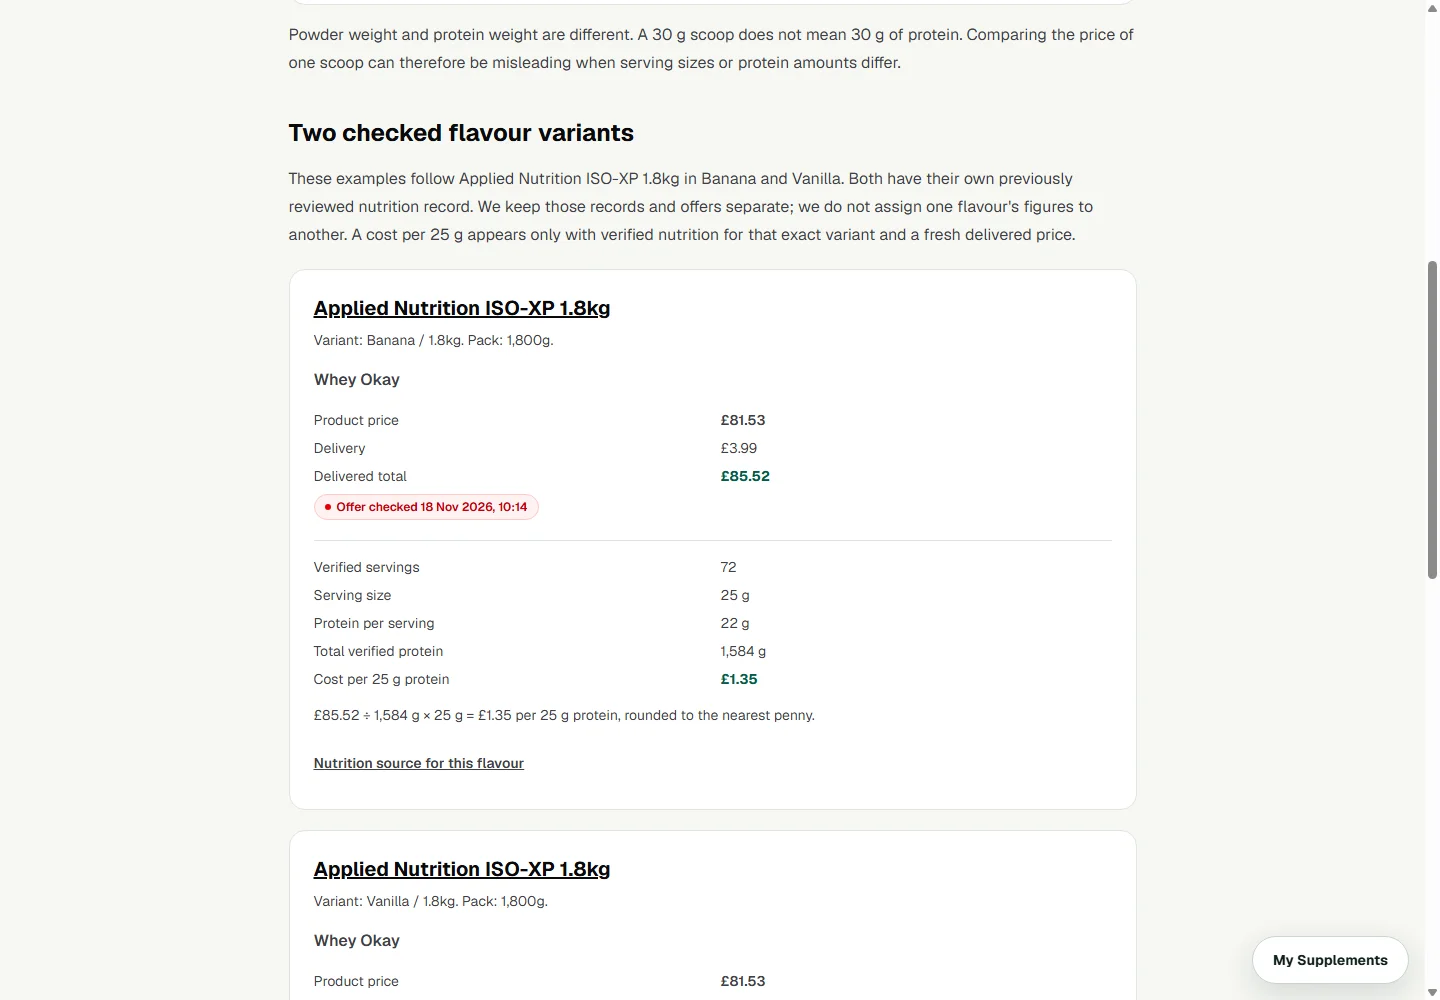 Powder weight and protein weight are different. A 30 g scoop does not mean 30 g of protein. Comparing the price of
one scoop can therefore be misleading when serving sizes or protein amounts differ.
Two checked flavour variants
These examples follow Applied Nutrition ISO-XP 1.8kg in Banana and Vanilla. Both have their own previously
reviewed nutrition record. We keep those records and offers separate; we do not assign one flavour's figures to
another. A cost per 25 g appears only with verified nutrition for that exact variant and a fresh delivered price.
Applied Nutrition ISO-XP 1.8kg
Variant: Banana / 1.8kg. Pack: 1,800g.
Whey Okay
Product price £81.53
Delivery £3.99
Delivered total £85.52
Offer checked 18 Nov 2026, 10:14
Verified servings 72
Serving size 25 g
Protein per serving 22 g
Total verified protein 1,584 g
Cost per 25 g protein £1.35
£85.52 ÷ 1,584 g × 25 g = £1.35 per 25 g protein, rounded to the nearest penny.
Nutrition source for this flavour
Applied Nutrition ISO-XP 1.8kg
Variant: Vanilla / 1.8kg. Pack: 1,800g.
Whey Okay
Product price £81.53
My Supplements